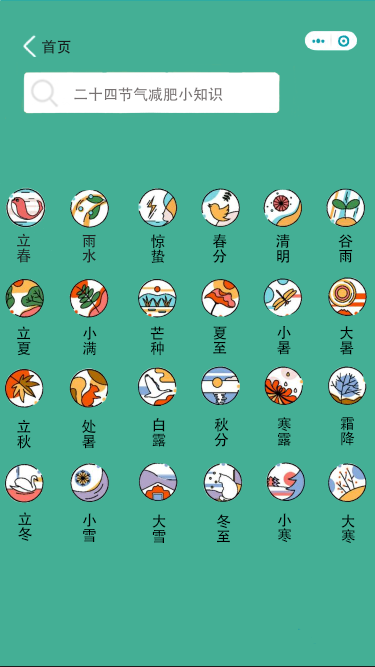 首页
二十四节气减肥小知识
立春 雨水 惊蛰 春分 清明 谷雨
立夏 小满 芒种 夏至 小暑 大暑
立秋 处暑 白露 秋分 寒露 霜降
立冬 小雪 大雪 冬至 小寒 大寒